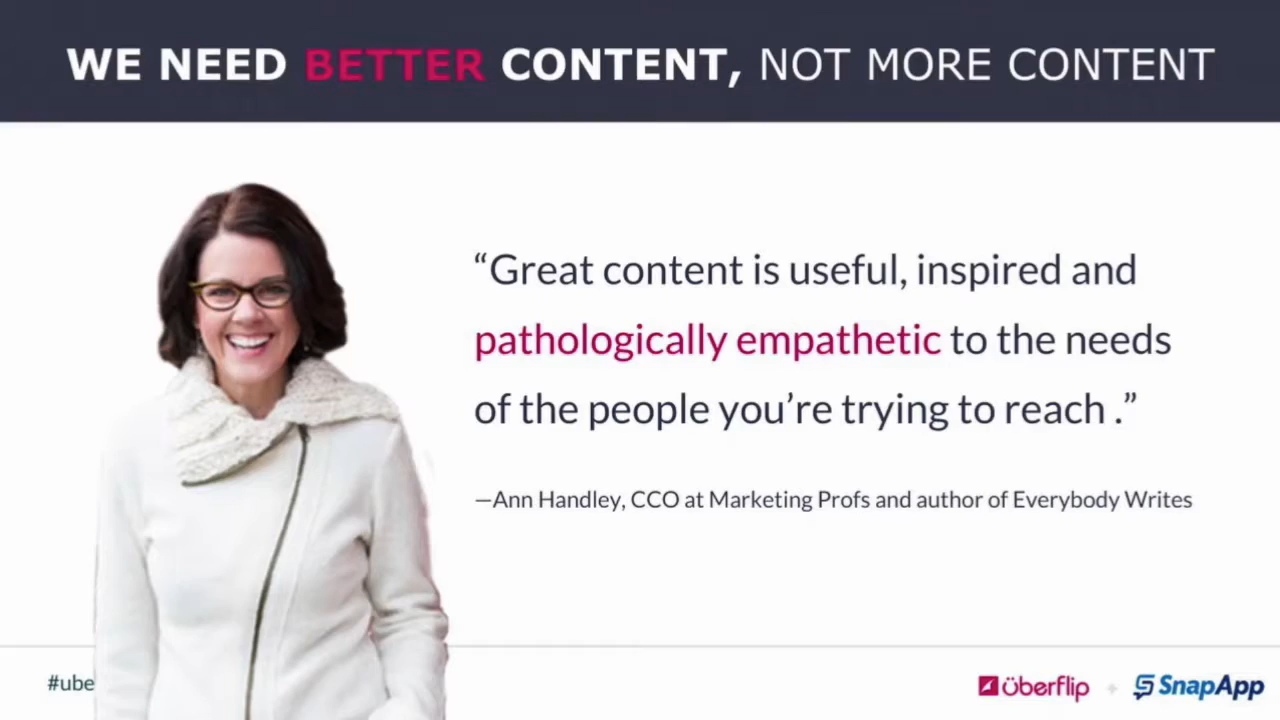 WE NEED BETTER CONTENT, NOT MORE CONTENT
“Great content is useful, inspired and
pathologically empathetic to the needs
of the people you’re trying to reach .”
—Ann Handley, CCO at Marketing Profs and author of Everybody Writes
#ube
überflip + SnapApp